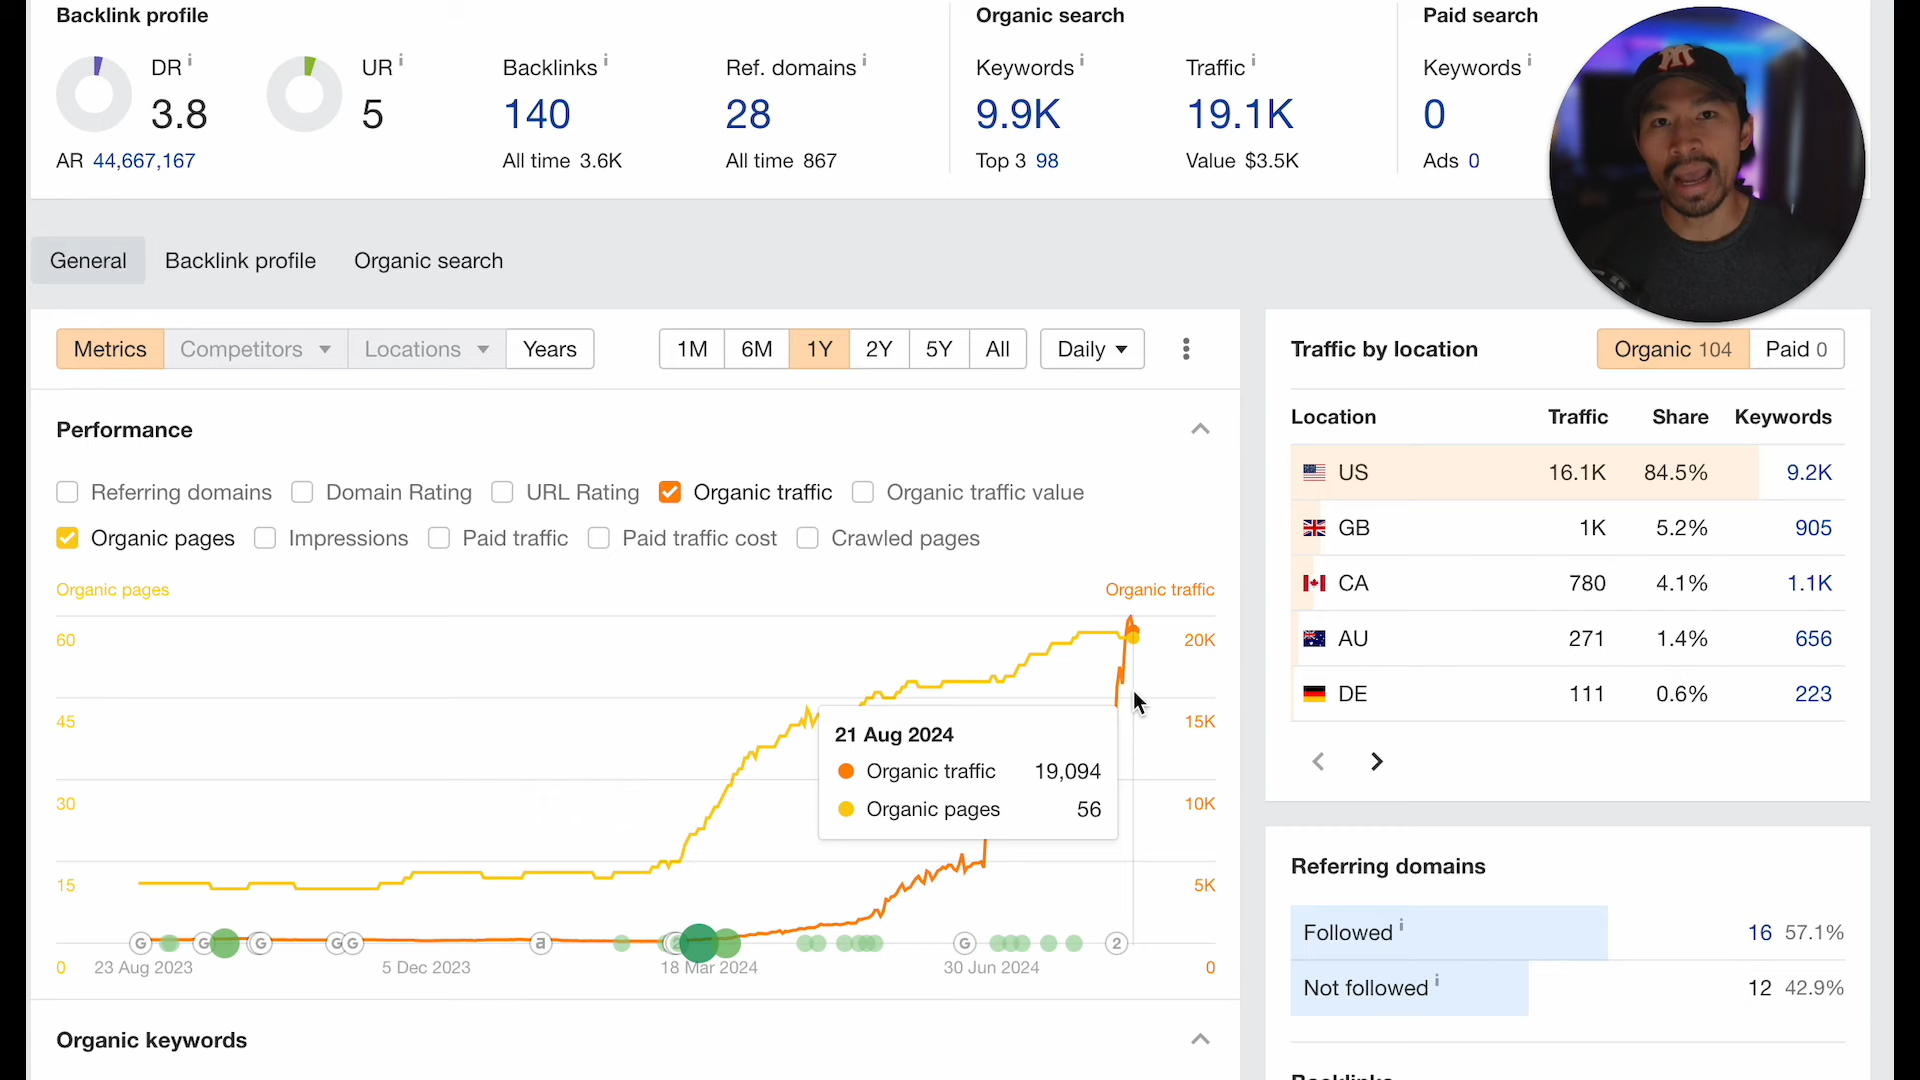 Backlink profile
Organic search
Paid search
DR i
UR i
Backlinks i
Ref. domains i
Keywords i
Traffic i
Keywords i
3.8
5
140
28
9.9K
19.1K
0
AR 44,667,167
All time 3.6K
All time 867
Top 3 98
Value $3.5K
Ads 0
General
Backlink profile
Organic search
Metrics
Competitors
Locations
Years
1M
6M
1Y
2Y
5Y
All
Daily
Performance
Referring domains
Domain Rating
URL Rating
Organic traffic
Organic traffic value
Organic pages
Impressions
Paid traffic
Paid traffic cost
Crawled pages
Organic pages
Organic traffic
60
20K
45
15K
30
10K
15
5K
0
0
21 Aug 2024
Organic traffic 19,094
Organic pages 56
G
G
G
G
G
a
2
G
2
23 Aug 2023
5 Dec 2023
18 Mar 2024
30 Jun 2024
Organic keywords
Traffic by location
Organic 104
Paid 0
Location Traffic Share Keywords
US 16.1K 84.5% 9.2K
GB 1K 5.2% 905
CA 780 4.1% 1.1K
AU 271 1.4% 656
DE 111 0.6% 223
Referring domains
Followed i 16 57.1%
Not followed i 12 42.9%
Backlinks